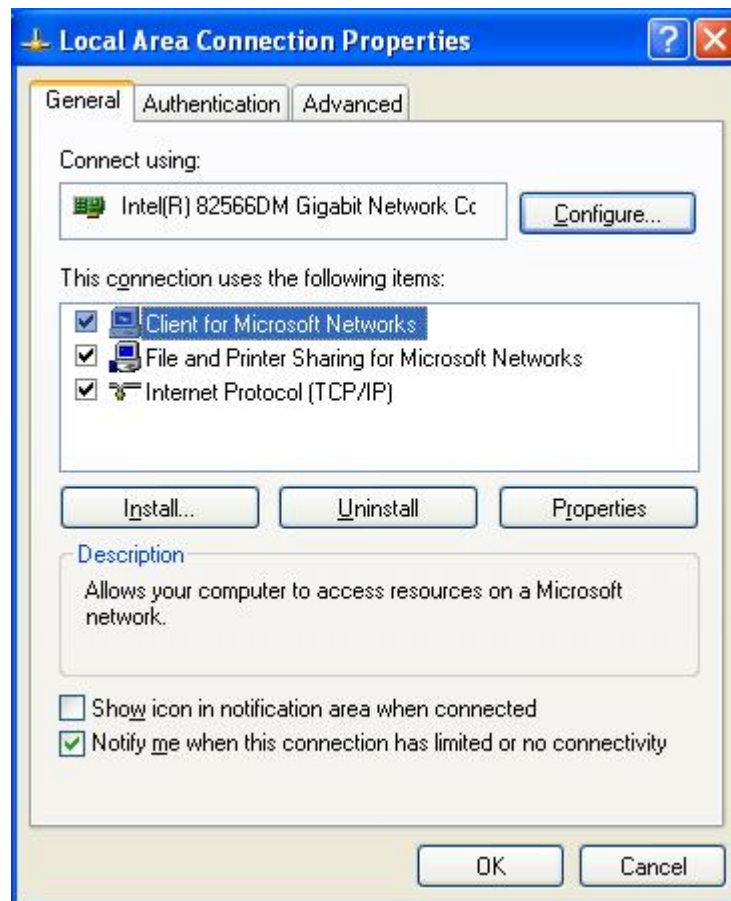 Local Area Connection Properties
General Authentication Advanced
Connect using:
Intel(R) 82566DM Gigabit Network Cc
Configure...
This connection uses the following items:
Client for Microsoft Networks
File and Printer Sharing for Microsoft Networks
Internet Protocol (TCP/IP)
Install... Uninstall Properties
Description
Allows your computer to access resources on a Microsoft
network.
Show icon in notification area when connected
Notify me when this connection has limited or no connectivity
OK Cancel